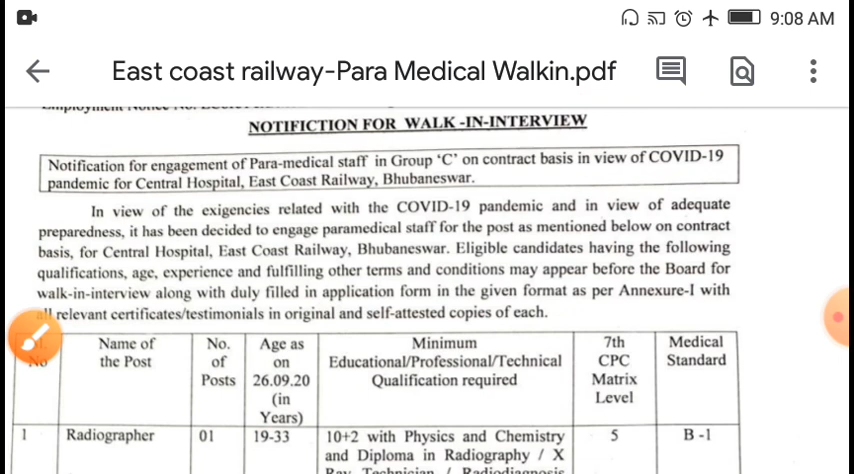 9:08 AM
East coast railway-Para Medical Walkin.pdf
NOTIFICTION FOR WALK -IN-INTERVIEW
Notification for engagement of Para-medical staff in Group 'C' on contract basis in view of COVID-19
pandemic for Central Hospital, East Coast Railway, Bhubaneswar.
In view of the exigencies related with the COVID-19 pandemic and in view of adequate
preparedness, it has been decided to engage paramedical staff for the post as mentioned below on contract
basis, for Central Hospital, East Coast Railway, Bhubaneswar. Eligible candidates having the following
qualifications, age, experience and fulfilling other terms and conditions may appear before the Board for
walk-in-interview along with duly filled in application form in the given format as per Annexure-I with
all relevant certificates/testimonials in original and self-attested copies of each.
Name of No. Age as Minimum 7th Medical
No the Post of on Educational/Professional/Technical CPC Standard
Posts 26.09.20 Qualification required Matrix
(in Level
Years)
1 Radiographer 01 19-33 10+2 with Physics and Chemistry 5 B -1
and Diploma in Radiography / X
Ray Technician / Radiodiagnosis